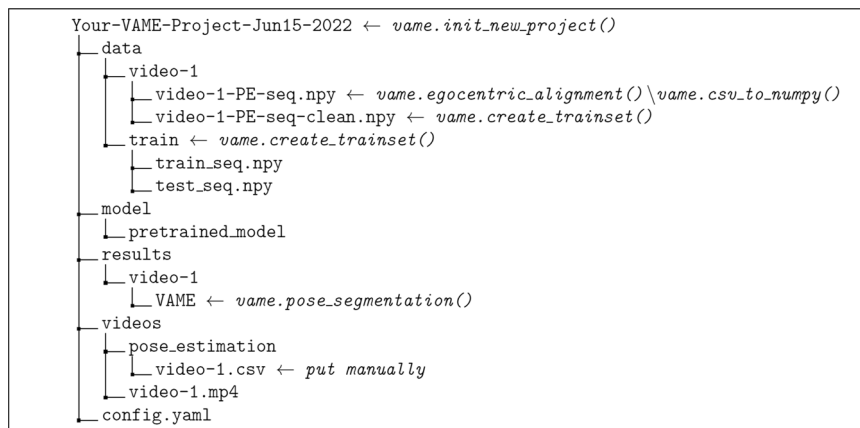 Your-VAME-Project-Jun15-2022 ← vame.init_new_project()
data
video-1
video-1-PE-seq.npy ← vame.egocentric_alignment()\vame.csv_to_numpy()
video-1-PE-seq-clean.npy ← vame.create_trainset()
train ← vame.create_trainset()
train_seq.npy
test_seq.npy
model
pretrained_model
results
video-1
VAME ← vame.pose_segmentation()
videos
pose_estimation
video-1.csv ← put manually
video-1.mp4
config.yaml